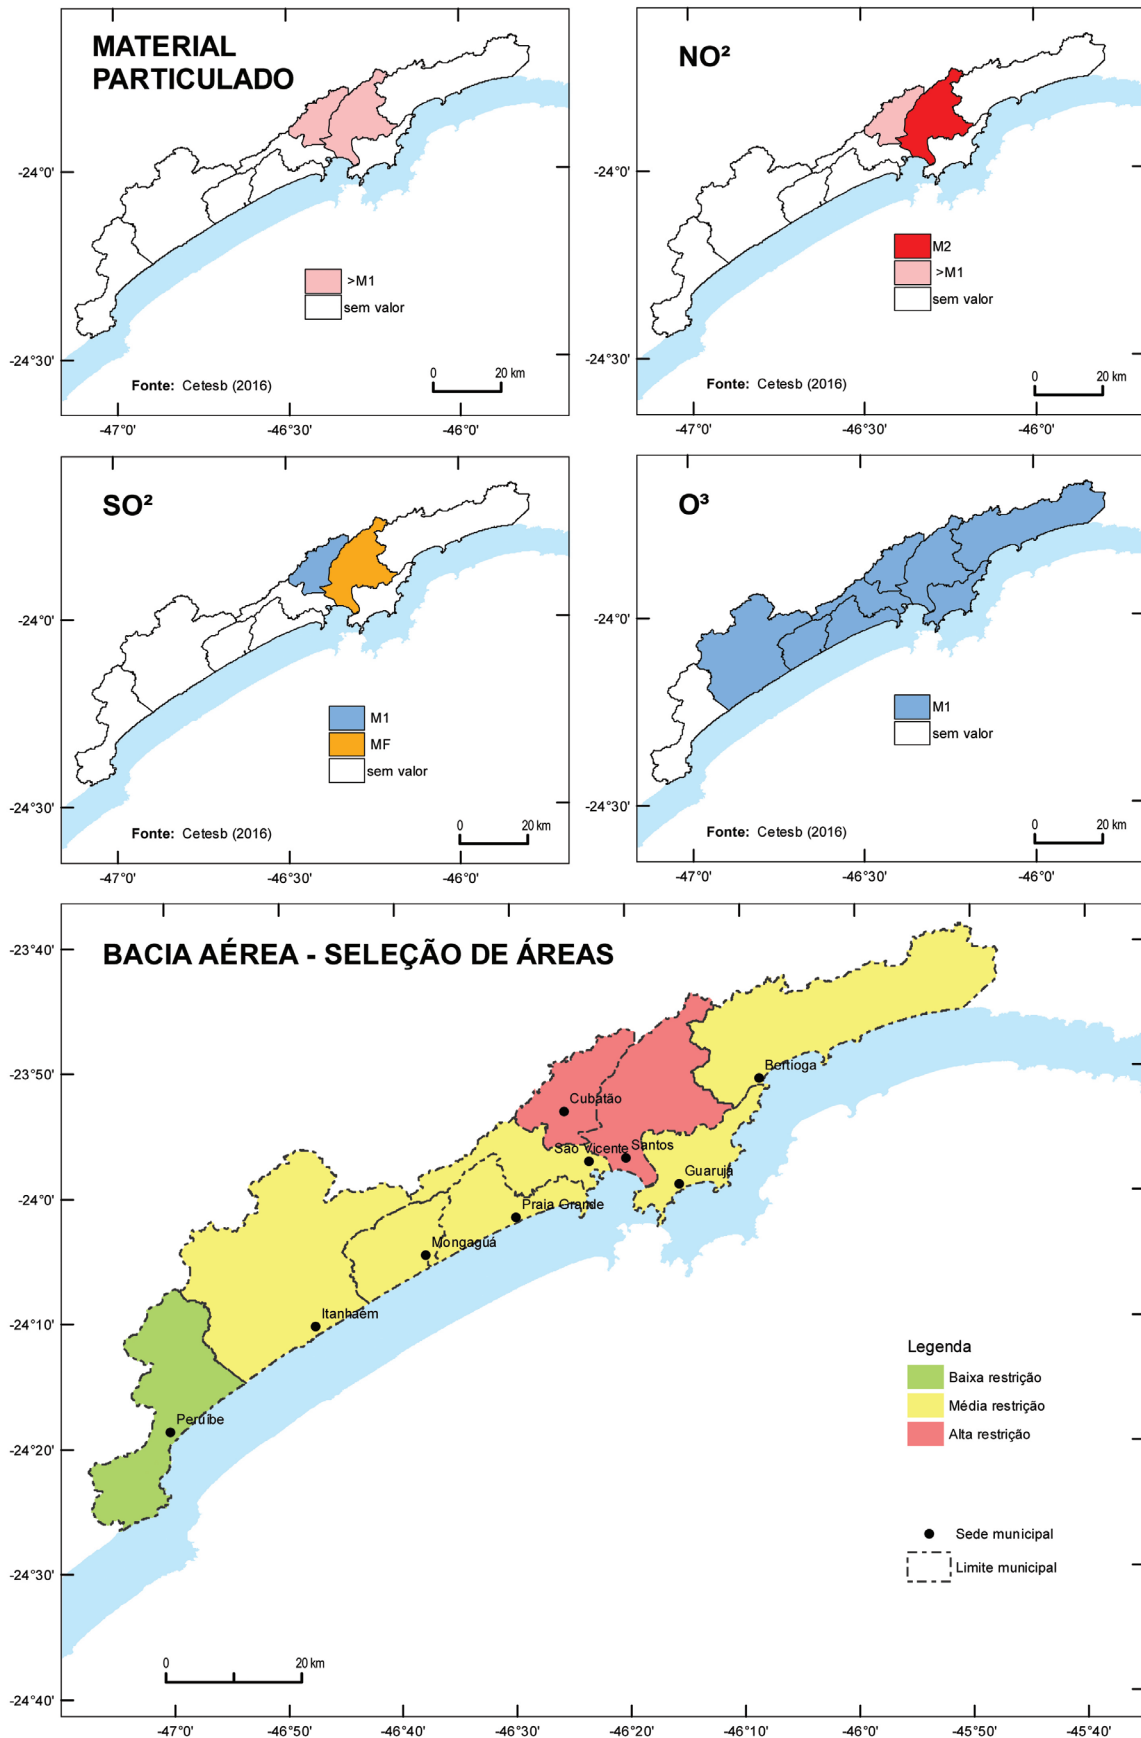 MATERIAL
PARTICULADO
-24°0'
-24°30'
>M1
sem valor
Fonte: Cetesb (2016)
0 20 km
-47°0' -46°30' -46°0'
NO²
-24°0'
-24°30'
M2
>M1
sem valor
Fonte: Cetesb (2016)
0 20 km
-47°0' -46°30' -46°0'
SO²
-24°0'
-24°30'
M1
MF
sem valor
Fonte: Cetesb (2016)
0 20 km
-47°0' -46°30' -46°0'
O³
-24°0'
-24°30'
M1
sem valor
Fonte: Cetesb (2016)
0 20 km
-47°0' -46°30' -46°0'
BACIA AÉREA - SELEÇÃO DE ÁREAS
-23°40'
-23°50'
-24°0'
-24°10'
-24°20'
-24°30'
-24°40'
Bertioga
Cubatão
São Vicente
Santos
Guarujá
Praia Grande
Mongaguá
Itanhaém
Peruíbe
Legenda
Baixa restrição
Média restrição
Alta restrição
Sede municipal
Limite municipal
0 20 km
-47°0' -46°50' -46°40' -46°30' -46°20' -46°10' -46°0' -45°50' -45°40'